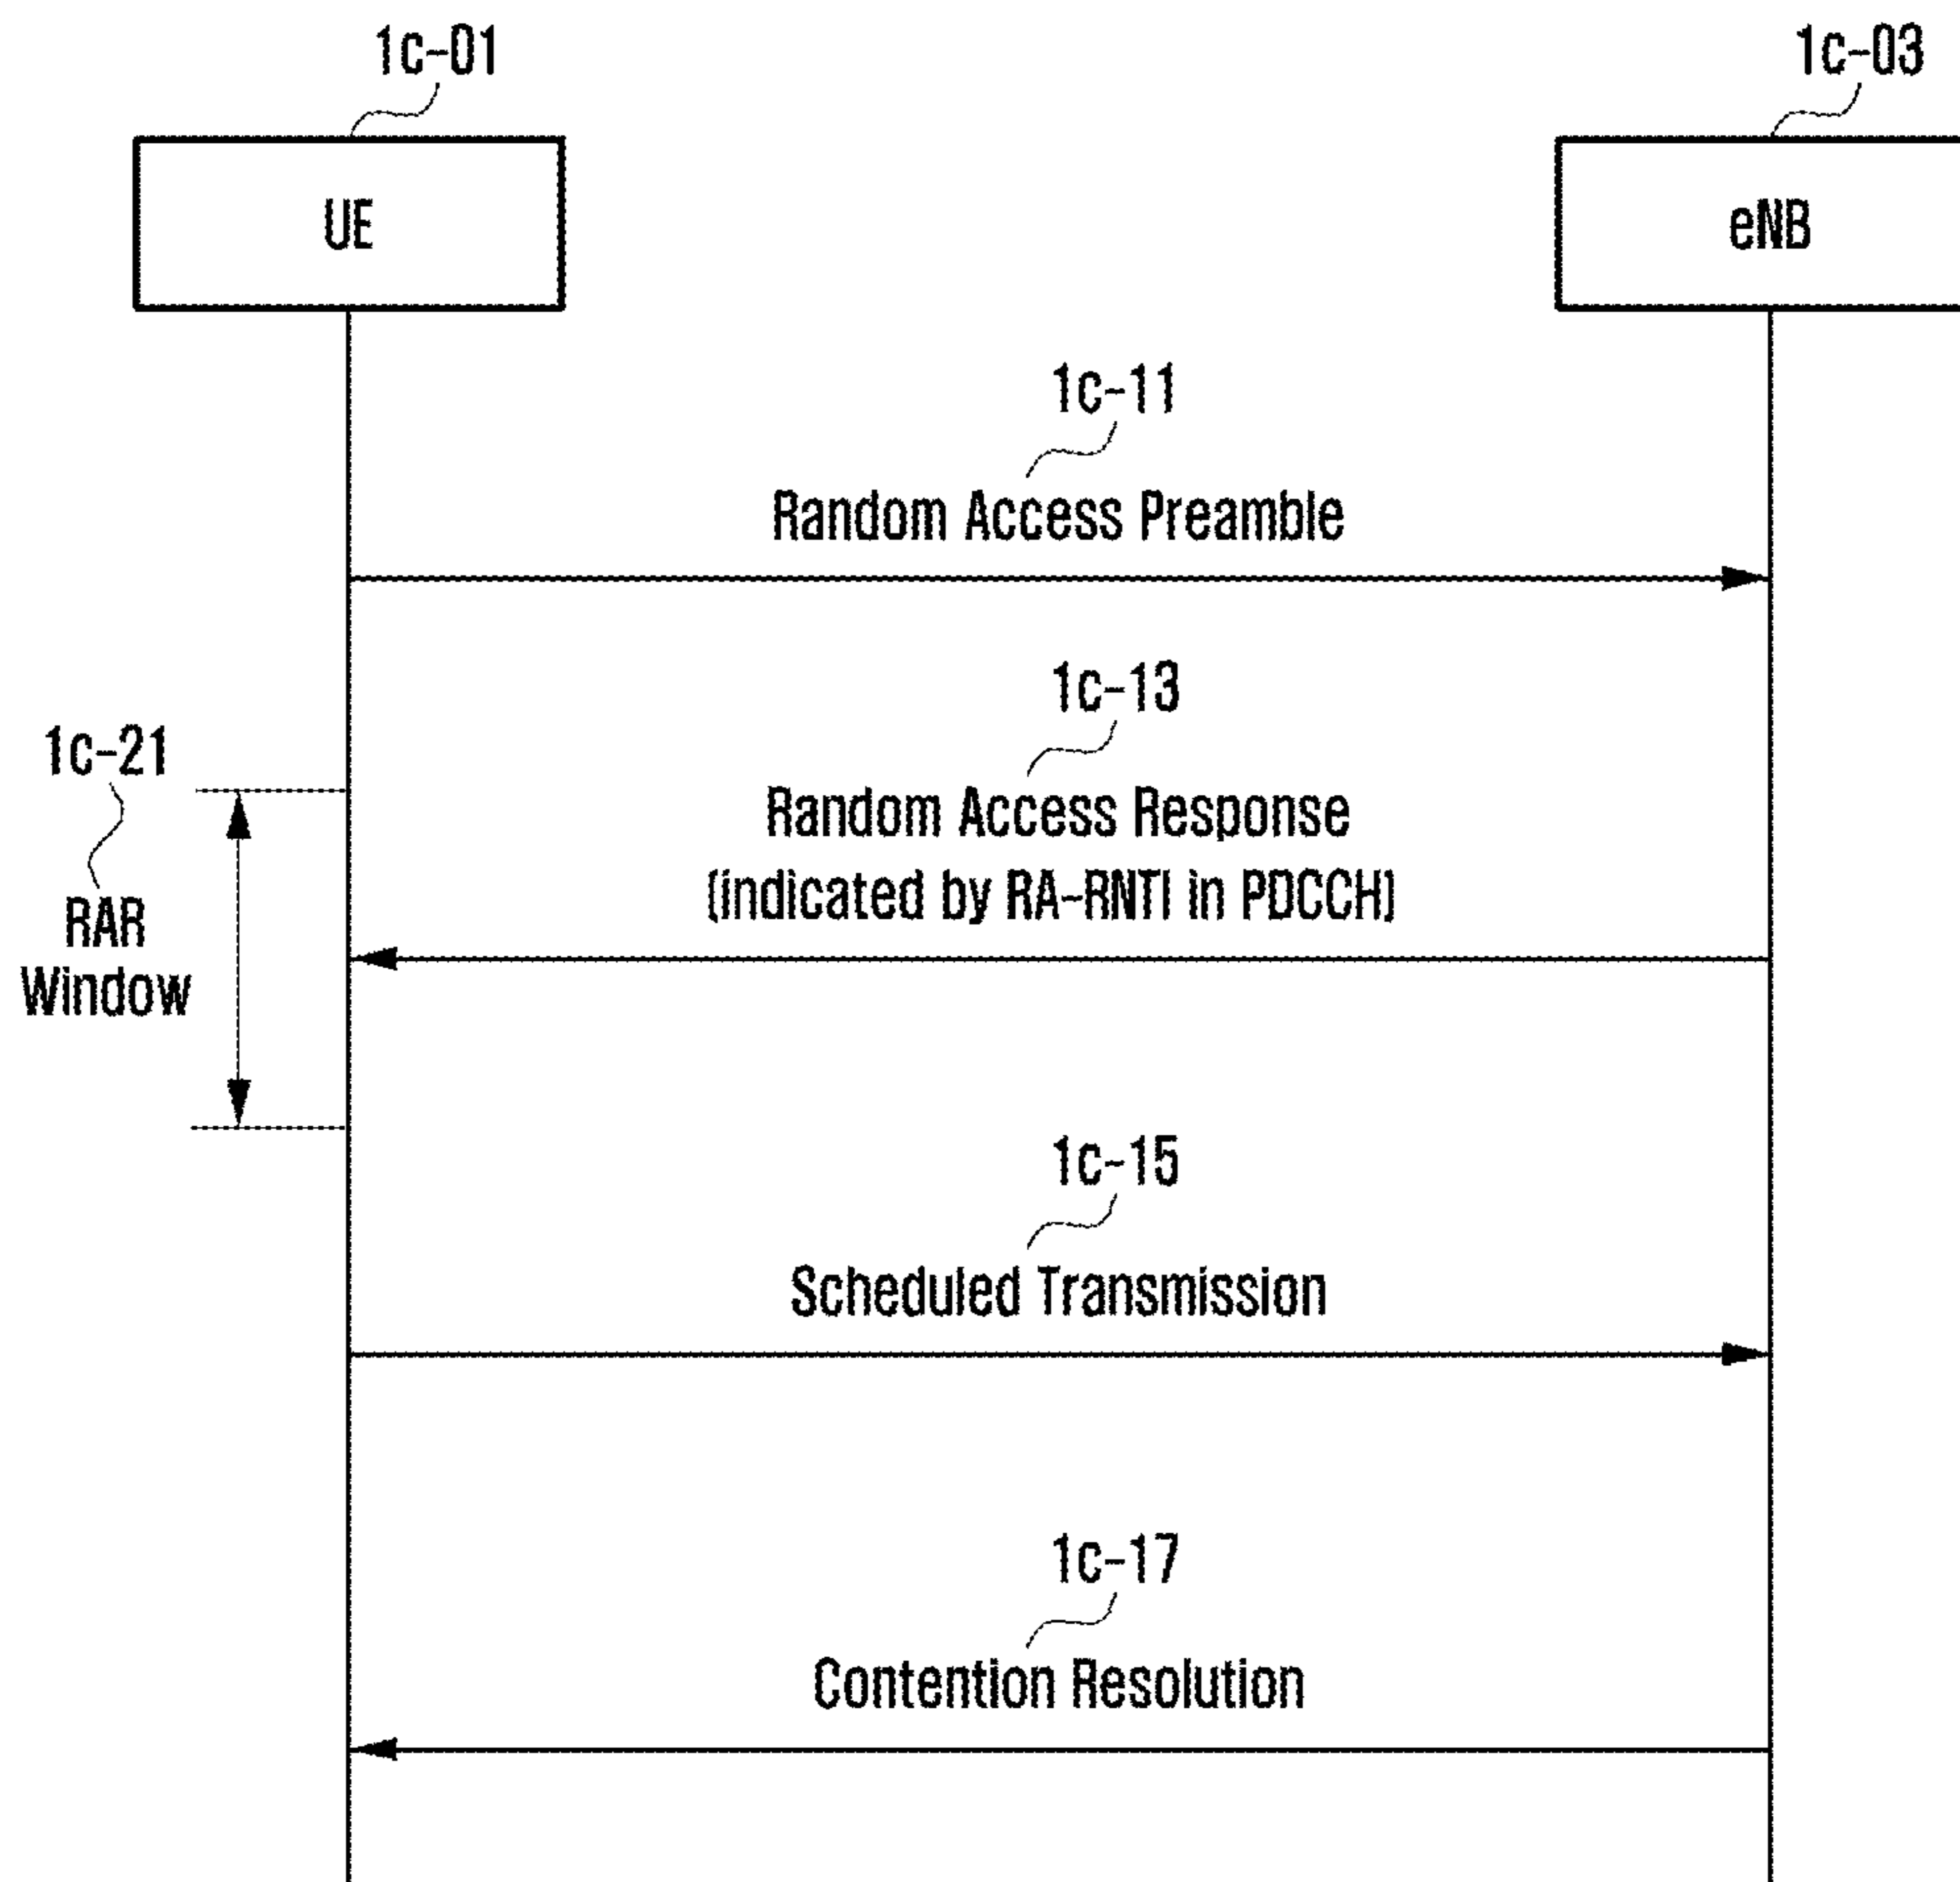 1c-01
1c-03
UE
eNB
1c-11
Random Access Preamble
1c-13
1c-21
Random Access Response
(indicated by RA-RNTI in PDCCH)
RAR
Window
1c-15
Scheduled Transmission
1c-17
Contention Resolution